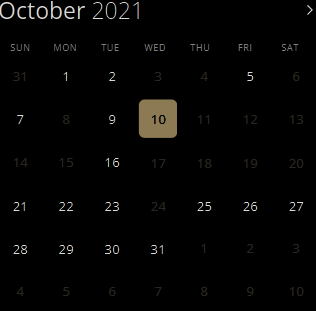 October 2021
SUN MON TUE WED THU FRI SAT
31 1 2 3 4 5 6
7 8 9 10 11 12 13
14 15 16 17 18 19 20
21 22 23 24 25 26 27
28 29 30 31 1 2 3
4 5 6 7 8 9 10